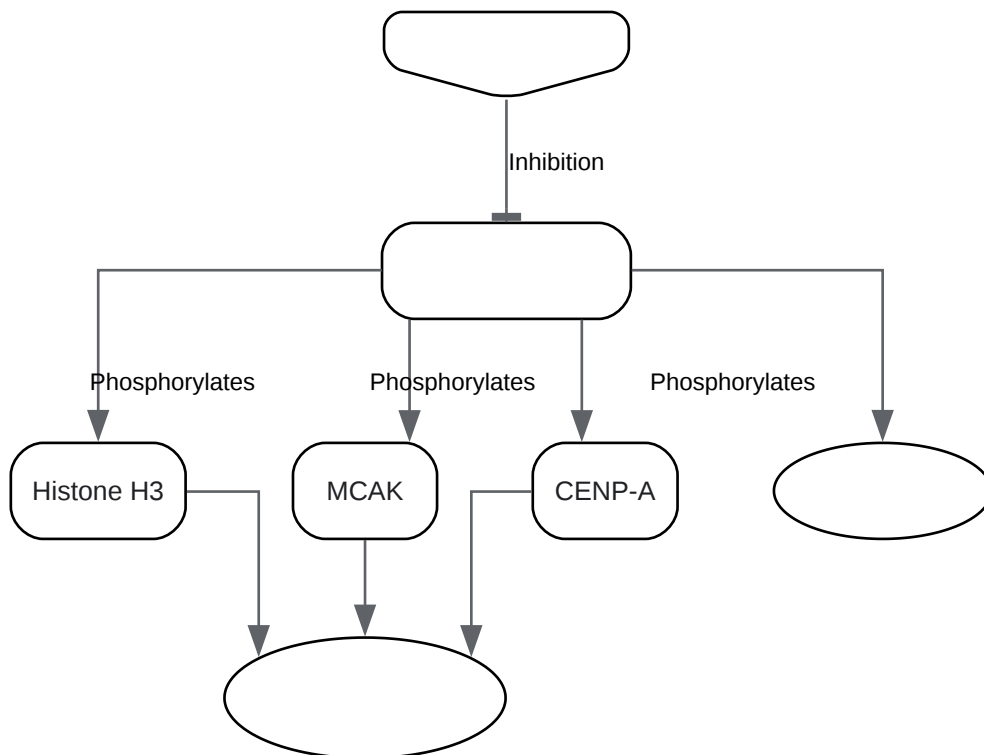 Inhibition
Phosphorylates
Phosphorylates
Phosphorylates
Histone H3
MCAK
CENP-A